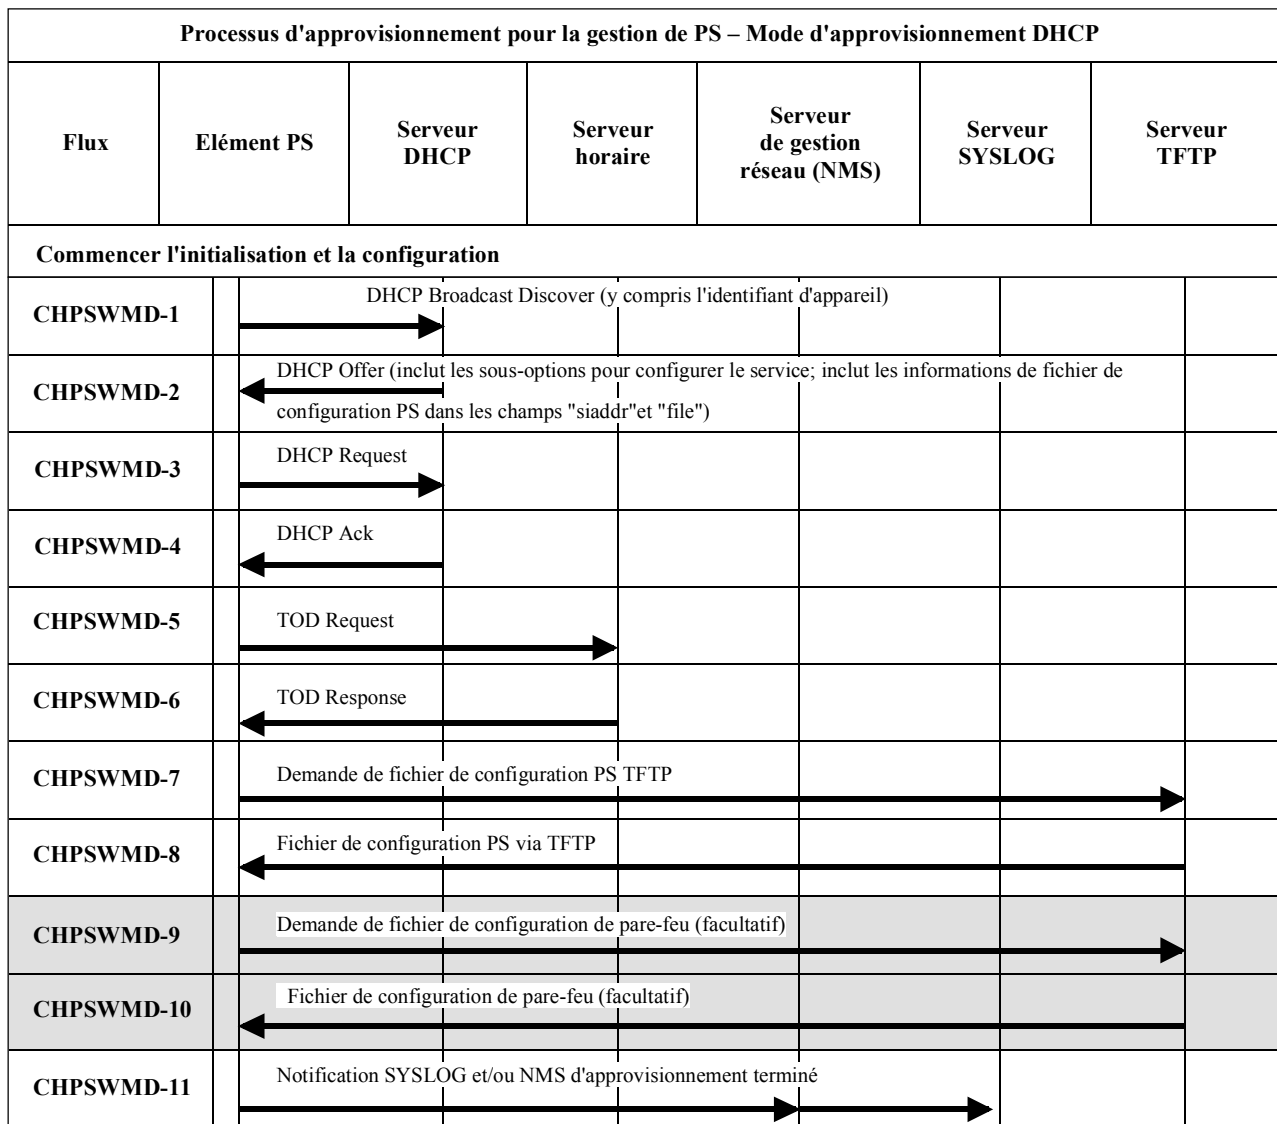 Processus d'approvisionnement pour la gestion de PS – Mode d'approvisionnement DHCP
Flux
Elément PS
Serveur
DHCP
Serveur
horaire
Serveur
de gestion
réseau (NMS)
Serveur
SYSLOG
Serveur
TFTP
Commencer l'initialisation et la configuration
CHPSWMD-1
DHCP Broadcast Discover (y compris l'identifiant d'appareil)
CHPSWMD-2
DHCP Offer (inclut les sous-options pour configurer le service; inclut les informations de fichier de
configuration PS dans les champs "siaddr"et "file")
CHPSWMD-3
DHCP Request
CHPSWMD-4
DHCP Ack
CHPSWMD-5
TOD Request
CHPSWMD-6
TOD Response
CHPSWMD-7
Demande de fichier de configuration PS TFTP
CHPSWMD-8
Fichier de configuration PS via TFTP
CHPSWMD-9
Demande de fichier de configuration de pare-feu (facultatif)
CHPSWMD-10
Fichier de configuration de pare-feu (facultatif)
CHPSWMD-11
Notification SYSLOG et/ou NMS d'approvisionnement terminé